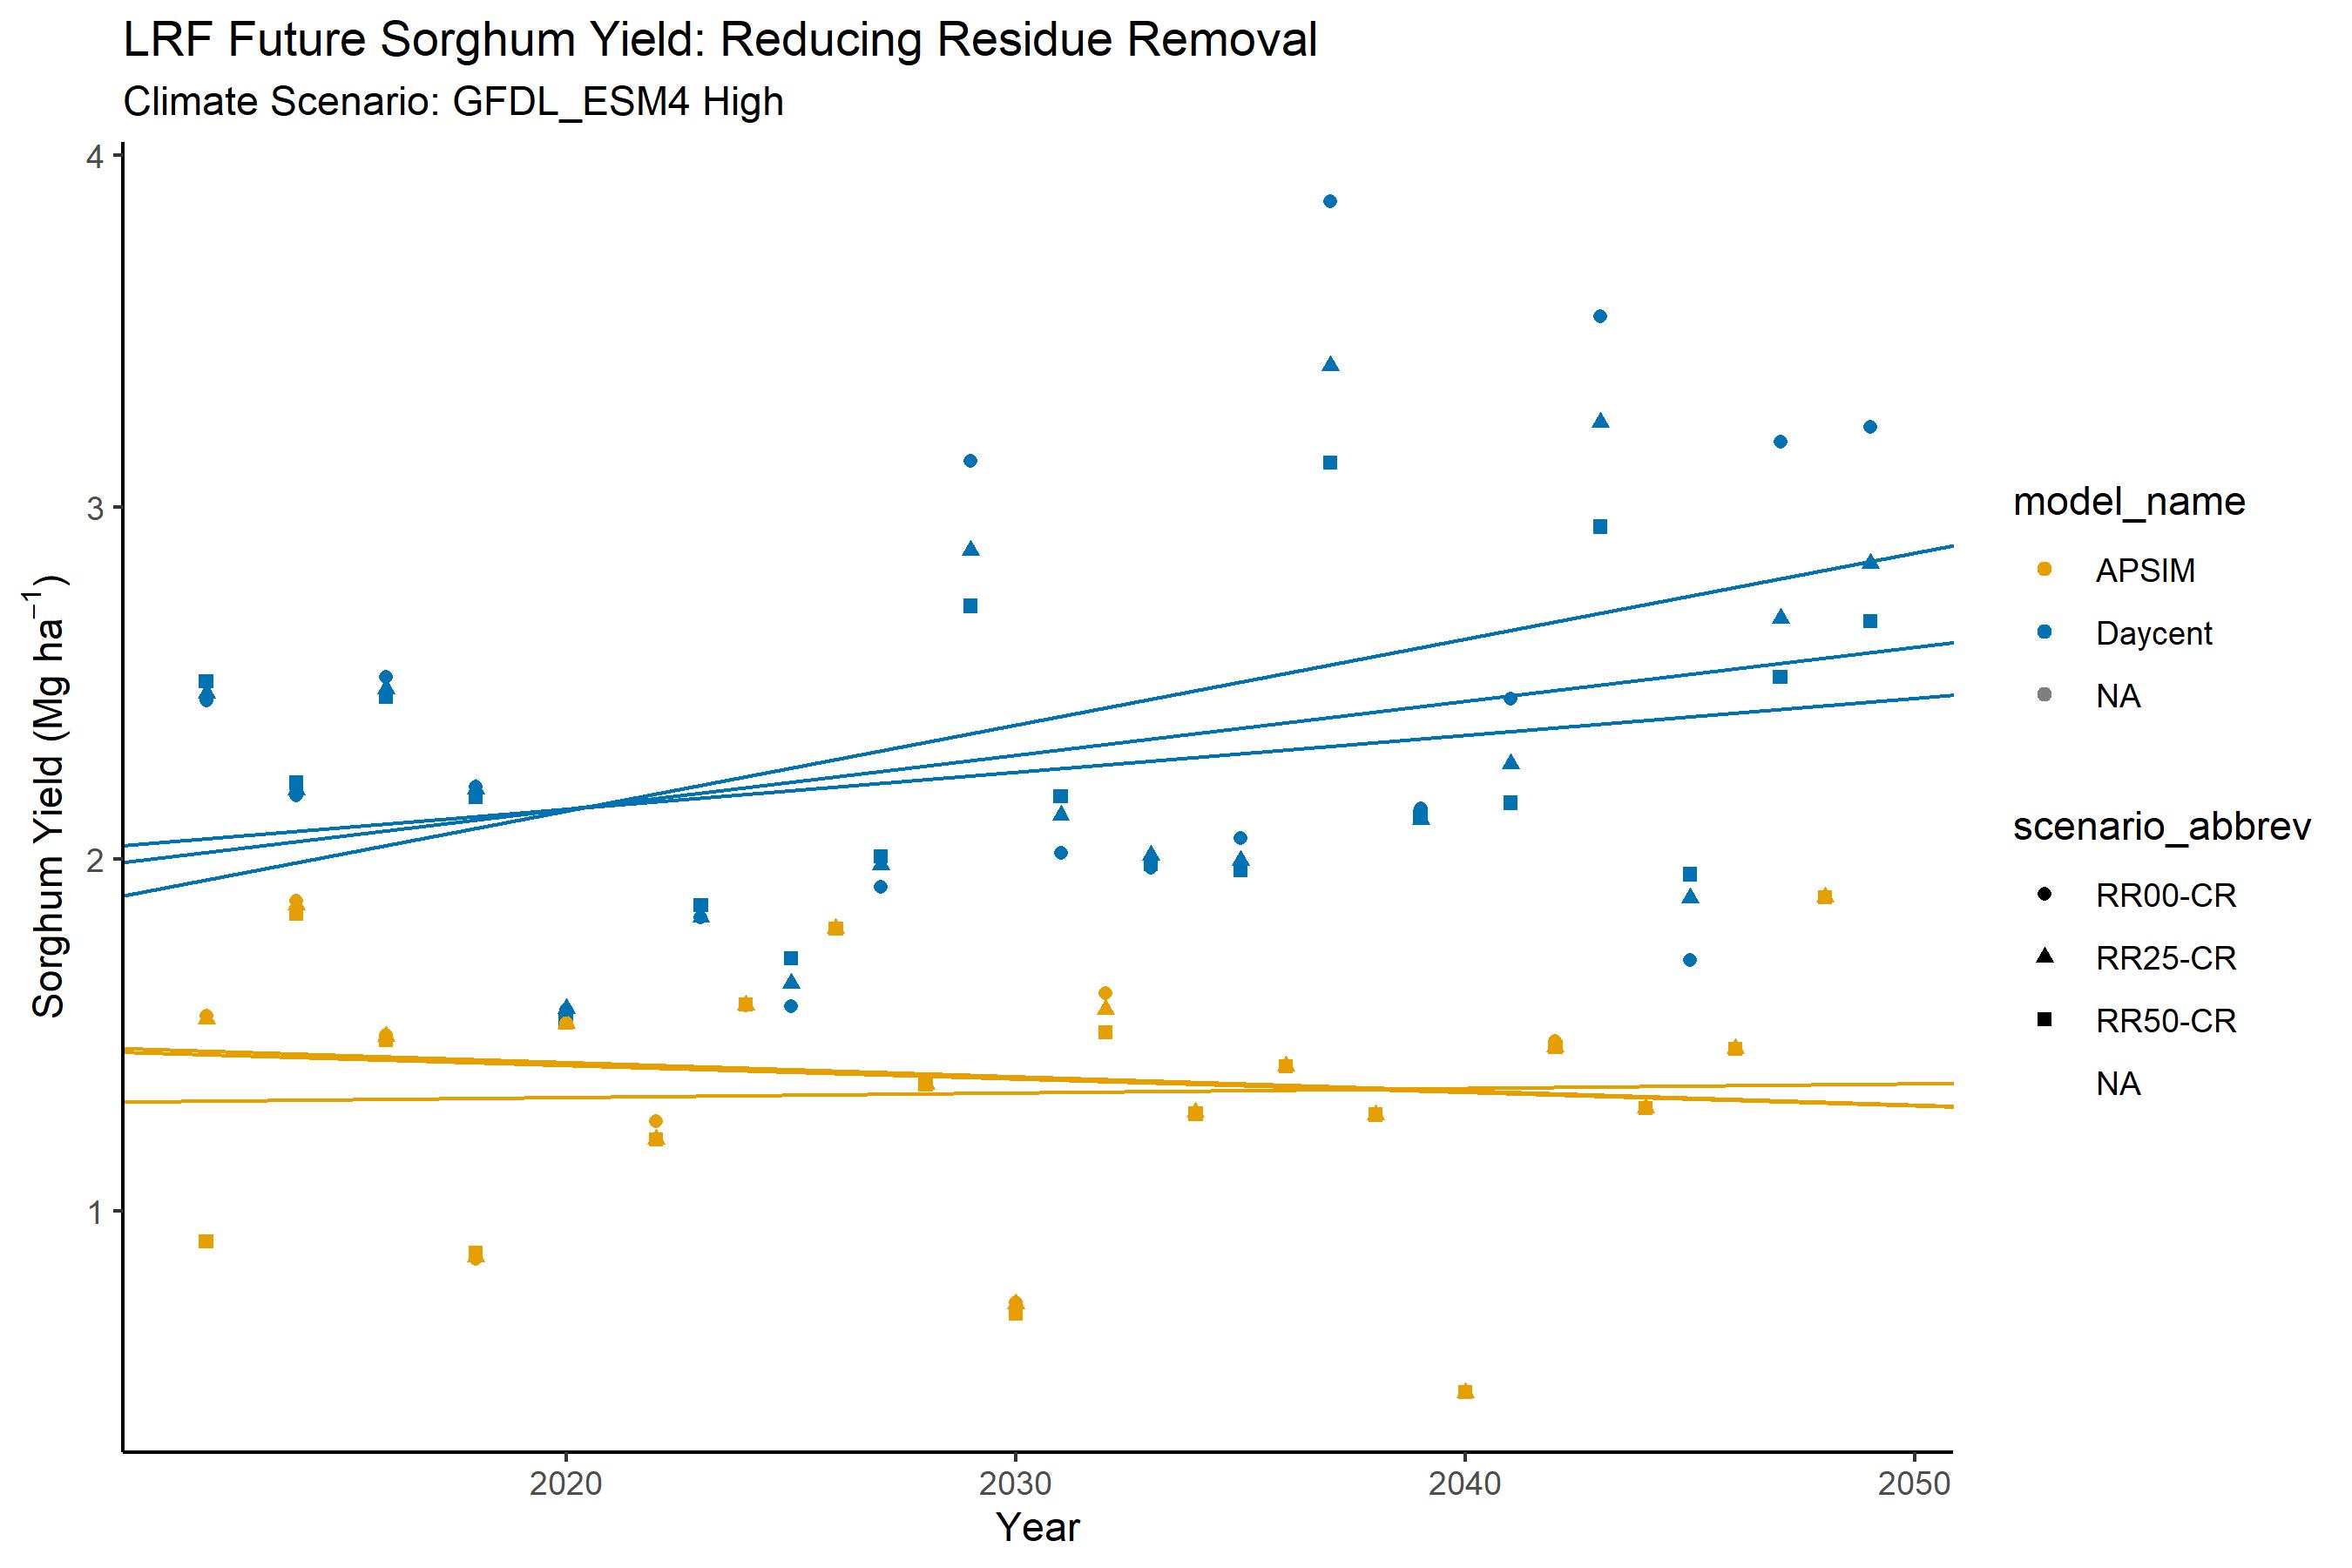 LRF Future Sorghum Yield: Reducing Residue Removal
Climate Scenario: GFDL_ESM4 High
Sorghum Yield (Mg ha⁻¹)
4
3
2
1
2020
2030
2040
2050
Year
model_name
APSIM
Daycent
NA
scenario_abbrev
RR00-CR
RR25-CR
RR50-CR
NA